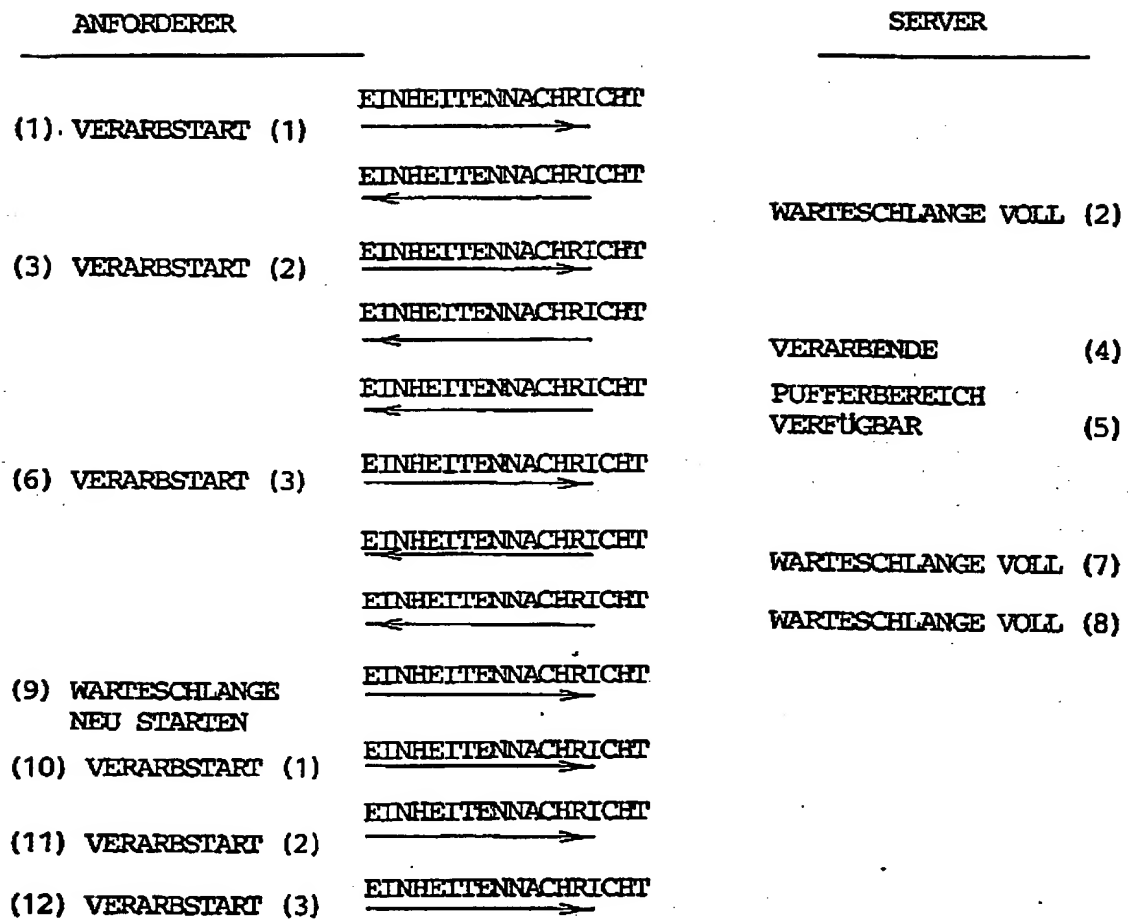 ANFORDERER SERVER
EINHEITENNACHRICHT
(1). VERARBSTART (1)
EINHEITENNACHRICHT
WARTESCHLANGE VOLL (2)
EINHEITENNACHRICHT
(3) VERARBSTART (2)
EINHEITENNACHRICHT
VERARBENDE (4)
EINHEITENNACHRICHT
PUFFERBEREICH
VERFÜGBAR (5)
EINHEITENNACHRICHT
(6) VERARBSTART (3)
EINHEITENNACHRICHT
WARTESCHLANGE VOLL (7)
EINHEITENNACHRICHT
WARTESCHLANGE VOLL (8)
EINHEITENNACHRICHT
(9) WARTESCHLANGE
NEU STARTEN
EINHEITENNACHRICHT
(10) VERARBSTART (1)
EINHEITENNACHRICHT
(11) VERARBSTART (2)
EINHEITENNACHRICHT
(12) VERARBSTART (3)